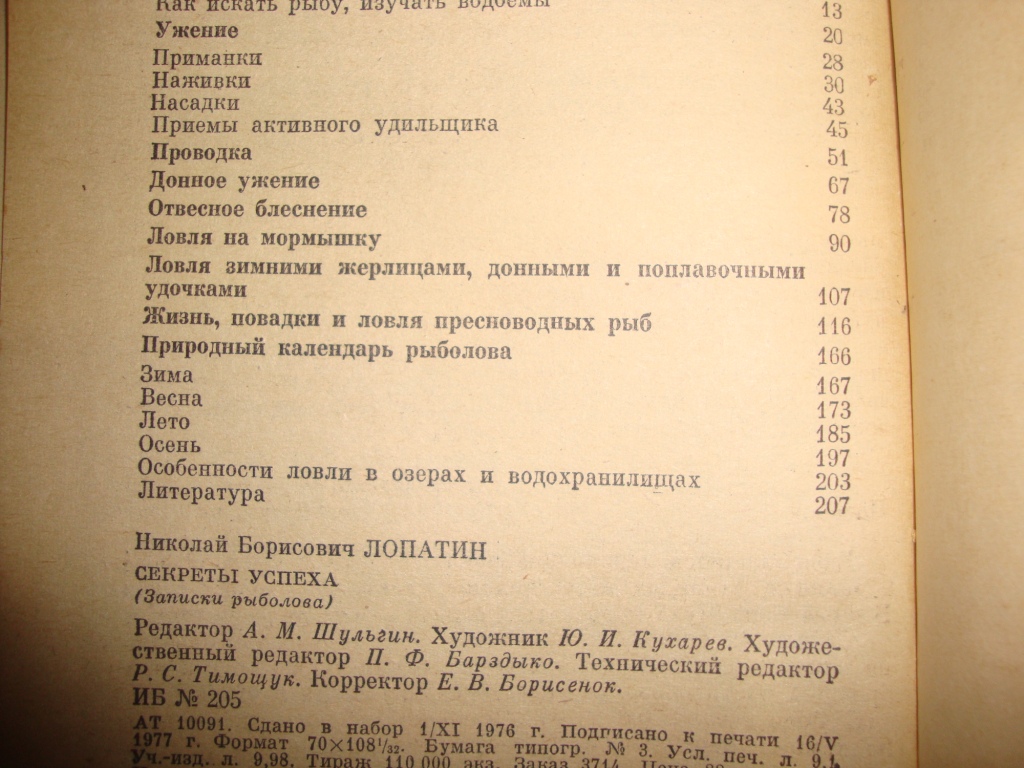 Как искать рыбу, изучать водоемы 13
Ужение 20
Приманки 28
Наживки 30
Насадки 43
Приемы активного удильщика 45
Проводка 51
Донное ужение 67
Отвесное блеснение 78
Ловля на мормышку 90
Ловля зимними жерлицами, донными и поплавочными
удочками 107
Жизнь, повадки и ловля пресноводных рыб 116
Природный календарь рыболова 166
Зима 167
Весна 173
Лето 185
Осень 197
Особенности ловли в озерах и водохранилищах 203
Литература 207
Николай Борисович ЛОПАТИН
СЕКРЕТЫ УСПЕХА
(Записки рыболова)
Редактор А. М. Шульгин. Художник Ю. И. Кухарев. Художе-
ственный редактор П. Ф. Барздыко. Технический редактор
Р. С. Тимощук. Корректор Е. В. Борисенок.
ИБ № 205
АТ 10091. Сдано в набор 1/XI 1976 г. Подписано к печати 16/V
1977 г. Формат 70×108 1/32. Бумага типогр. № 3. Усл. печ. л. 9,1.
Уч.-изд. л. 9,98. Тираж 110 000 экз. Заказ 3714. Цена